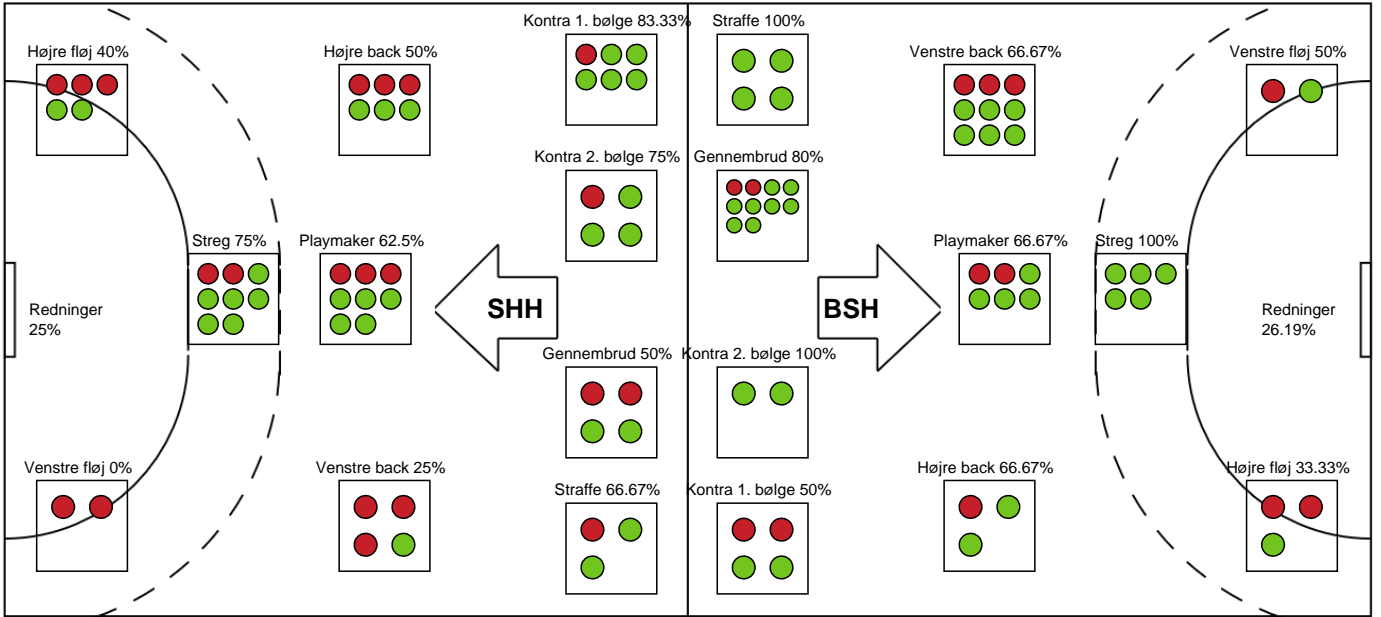 Kontra 1. bølge 83.33%
Straffe 100%
Højre fløj 40%
Højre back 50%
Venstre back 66.67%
Venstre fløj 50%
Kontra 2. bølge 75%
Gennembrud 80%
Streg 75%
Playmaker 62.5%
Playmaker 66.67%
Streg 100%
Redninger
25%
SHH
BSH
Redninger
26.19%
Gennembrud 50%
Kontra 2. bølge 100%
Venstre fløj 0%
Venstre back 25%
Højre back 66.67%
Højre fløj 33.33%
Straffe 66.67%
Kontra 1. bølge 50%